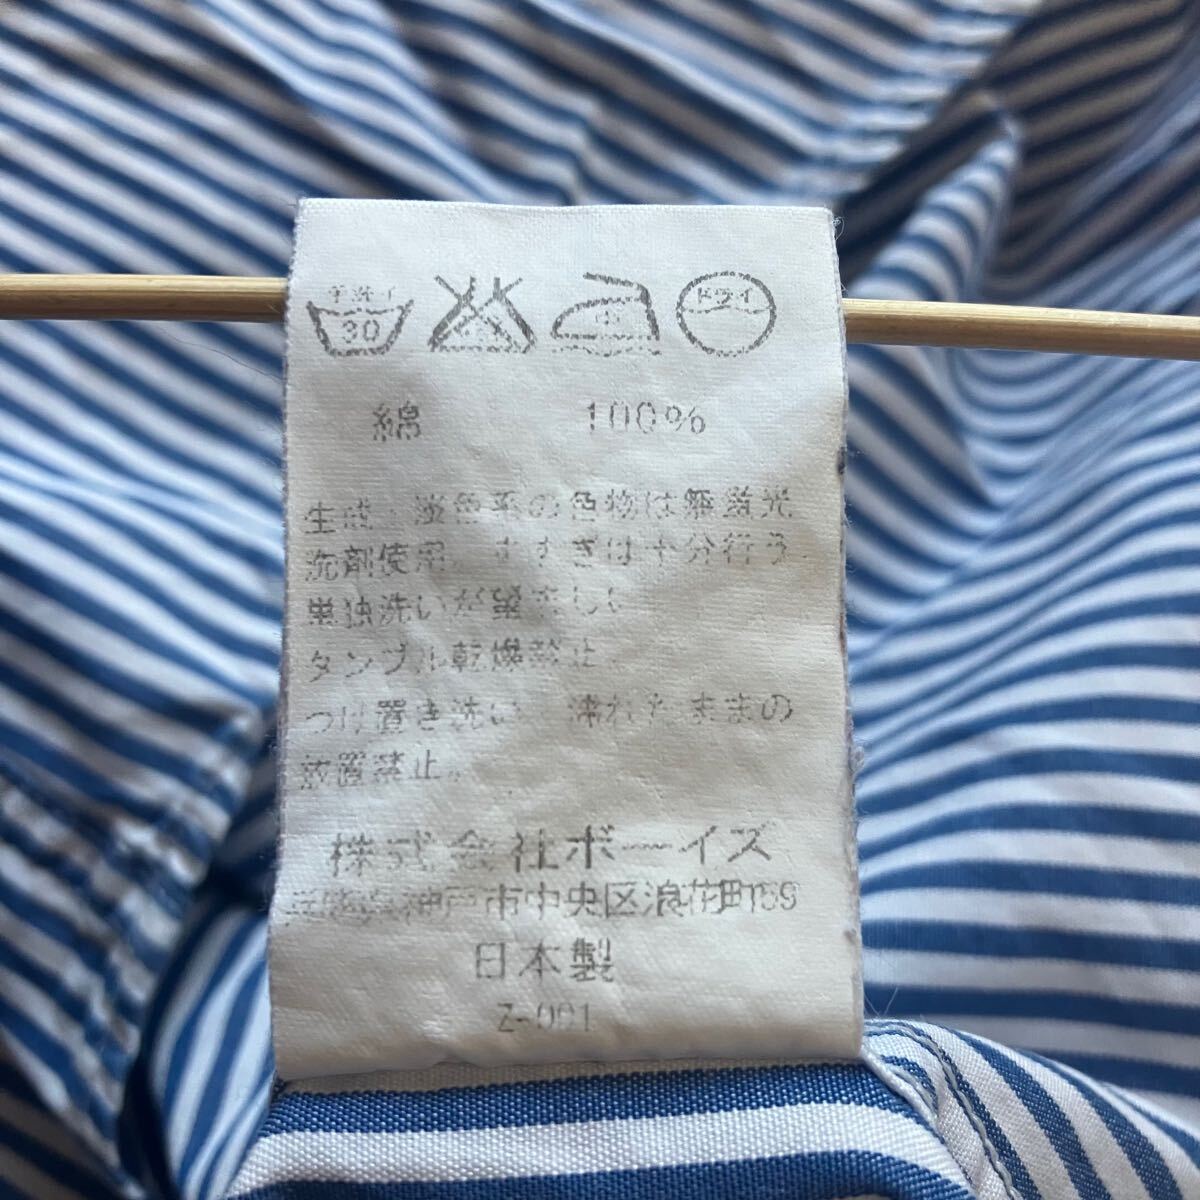 手洗イ
30
中
ドライ
綿 100%
生成、淡色系の色物は無蛍光
洗剤使用。すすぎは十分行う。
単独洗いが望ましい。
タンブル乾燥禁止。
つけ置き洗い、濡れたままの
放置禁止。
株式会社ボーイズ
兵庫県神戸市中央区浪花町159
日本製
Z-001